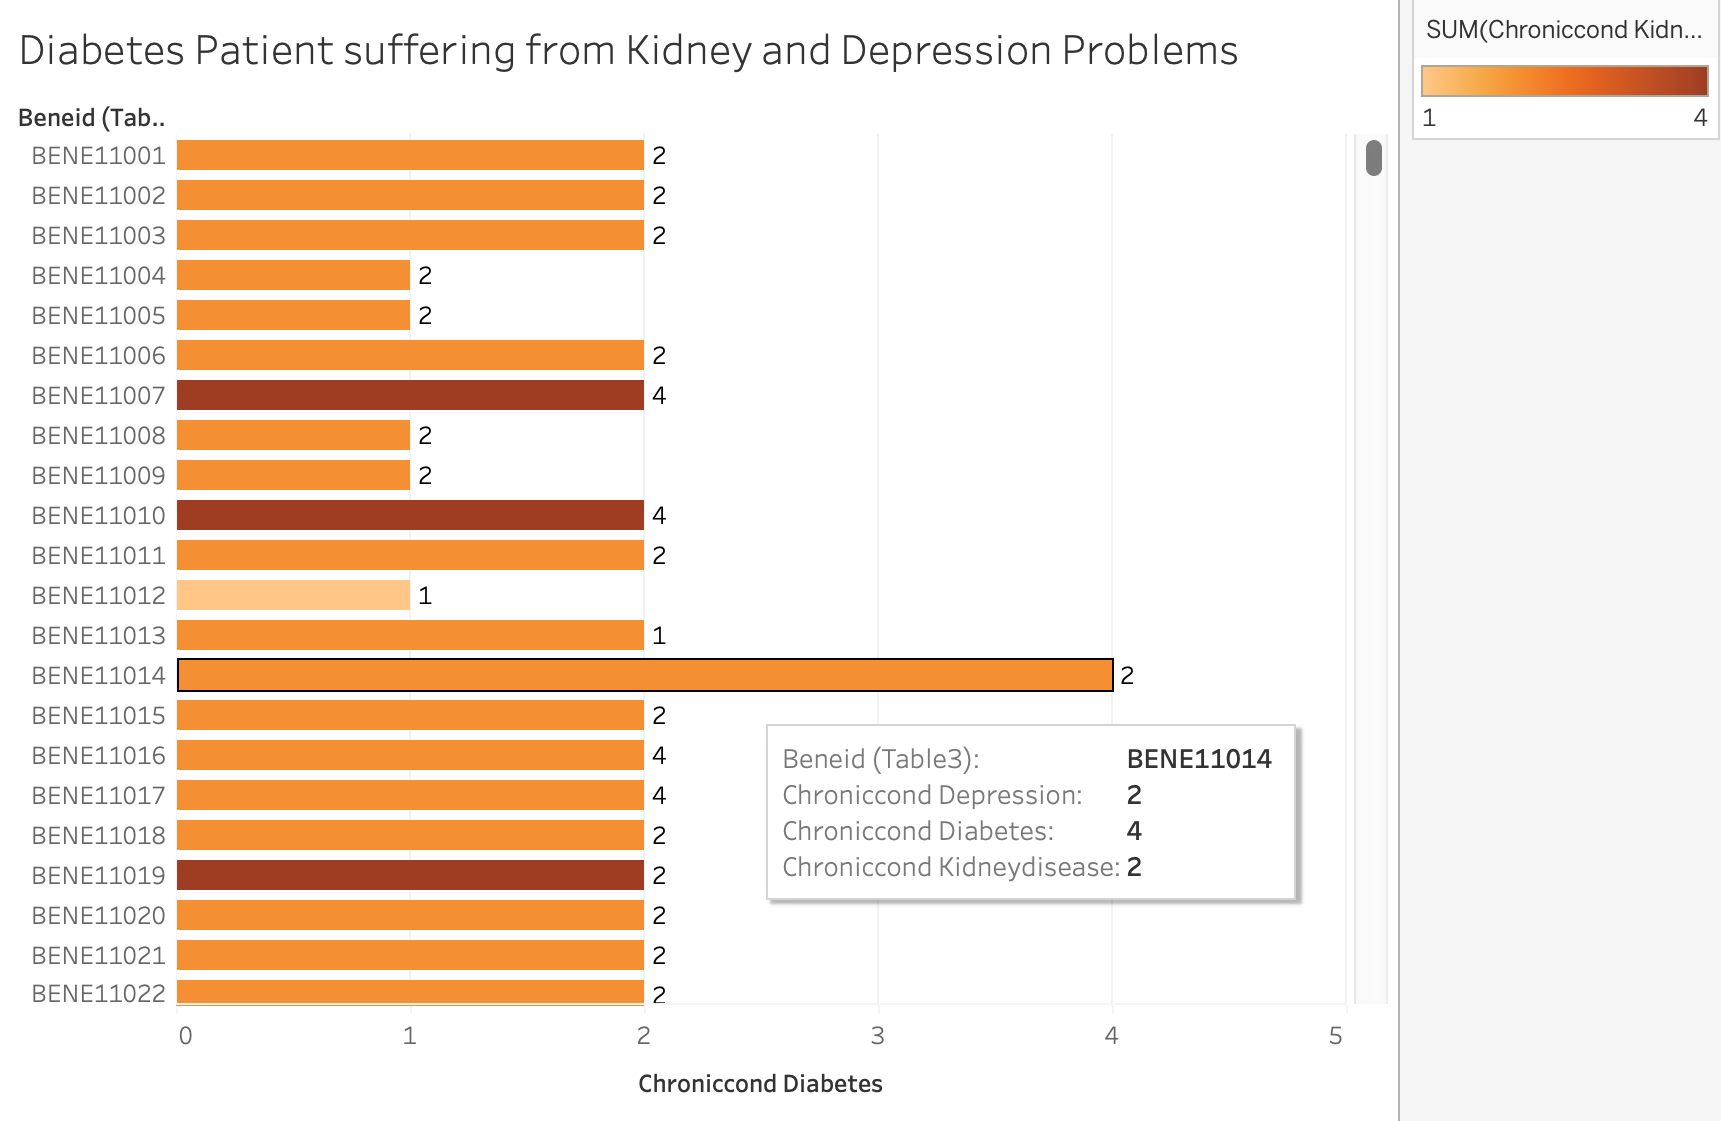 Diabetes Patient suffering from Kidney and Depression Problems
SUM(Chroniccond Kidn...
1 4
Beneid (Tab..
BENE11001 2
BENE11002 2
BENE11003 2
BENE11004 2
BENE11005 2
BENE11006 2
BENE11007 4
BENE11008 2
BENE11009 2
BENE11010 4
BENE11011 2
BENE11012 1
BENE11013 1
BENE11014 2
BENE11015 2
BENE11016 4
BENE11017 4
BENE11018 2
BENE11019 2
BENE11020 2
BENE11021 2
BENE11022 2
Beneid (Table3): BENE11014
Chroniccond Depression: 2
Chroniccond Diabetes: 4
Chroniccond Kidneydisease: 2
0 1 2 3 4 5
Chroniccond Diabetes